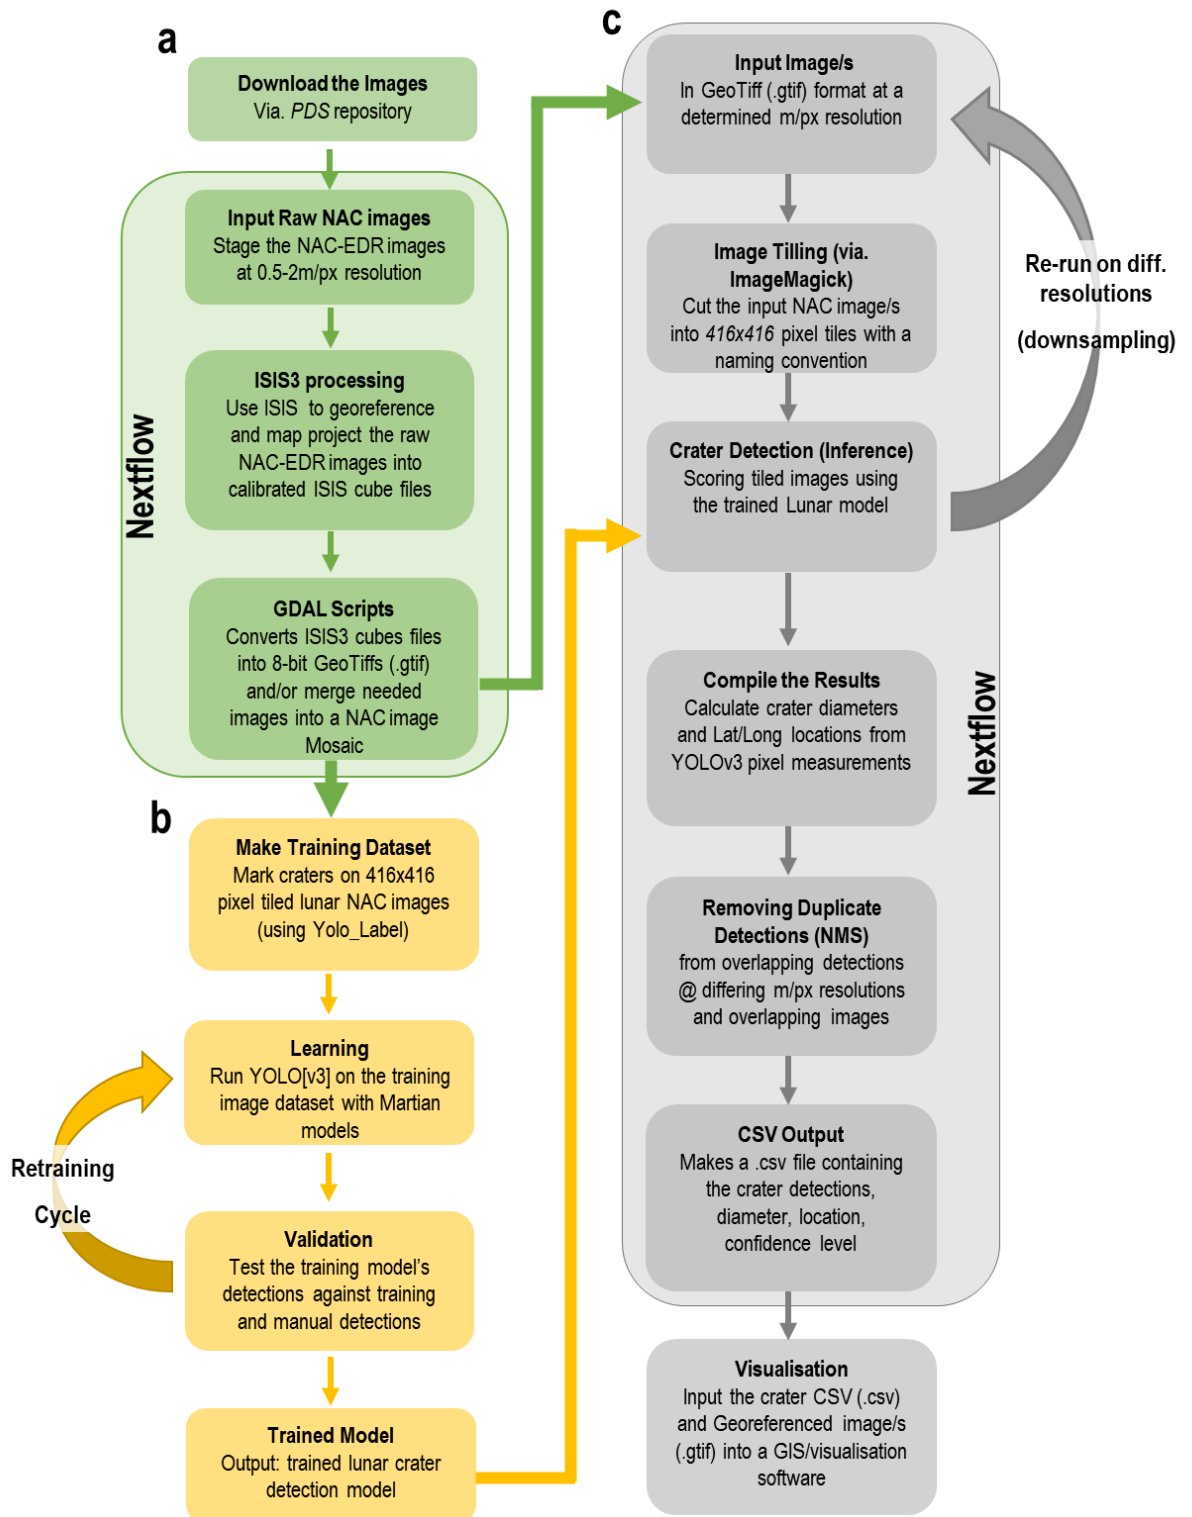 a
Download the Images
Via. PDS repository
Nextflow
Input Raw NAC images
Stage the NAC-EDR images
at 0.5-2m/px resolution
ISIS3 processing
Use ISIS to georeference
and map project the raw
NAC-EDR images into
calibrated ISIS cube files
GDAL Scripts
Converts ISIS3 cubes files
into 8-bit GeoTiffs (.gtif)
and/or merge needed
images into a NAC image
Mosaic
b
Make Training Dataset
Mark craters on 416x416
pixel tiled lunar NAC images
(using Yolo_Label)
Learning
Run YOLO[v3] on the training
image dataset with Martian
models
Retraining
Cycle
Validation
Test the training model's
detections against training
and manual detections
Trained Model
Output: trained lunar crater
detection model
c
Input Image/s
In GeoTiff (.gtif) format at a
determined m/px resolution
Image Tilling (via.
ImageMagick)
Cut the input NAC image/s
into 416x416 pixel tiles with a
naming convention
Re-run on diff.
resolutions
(downsampling)
Crater Detection (Inference)
Scoring tiled images using
the trained Lunar model
Compile the Results
Calculate crater diameters
and Lat/Long locations from
YOLOv3 pixel measurements
Nextflow
Removing Duplicate
Detections (NMS)
from overlapping detections
@ differing m/px resolutions
and overlapping images
CSV Output
Makes a .csv file containing
the crater detections,
diameter, location,
confidence level
Visualisation
Input the crater CSV (.csv)
and Georeferenced image/s
(.gtif) into a GIS/visualisation
software